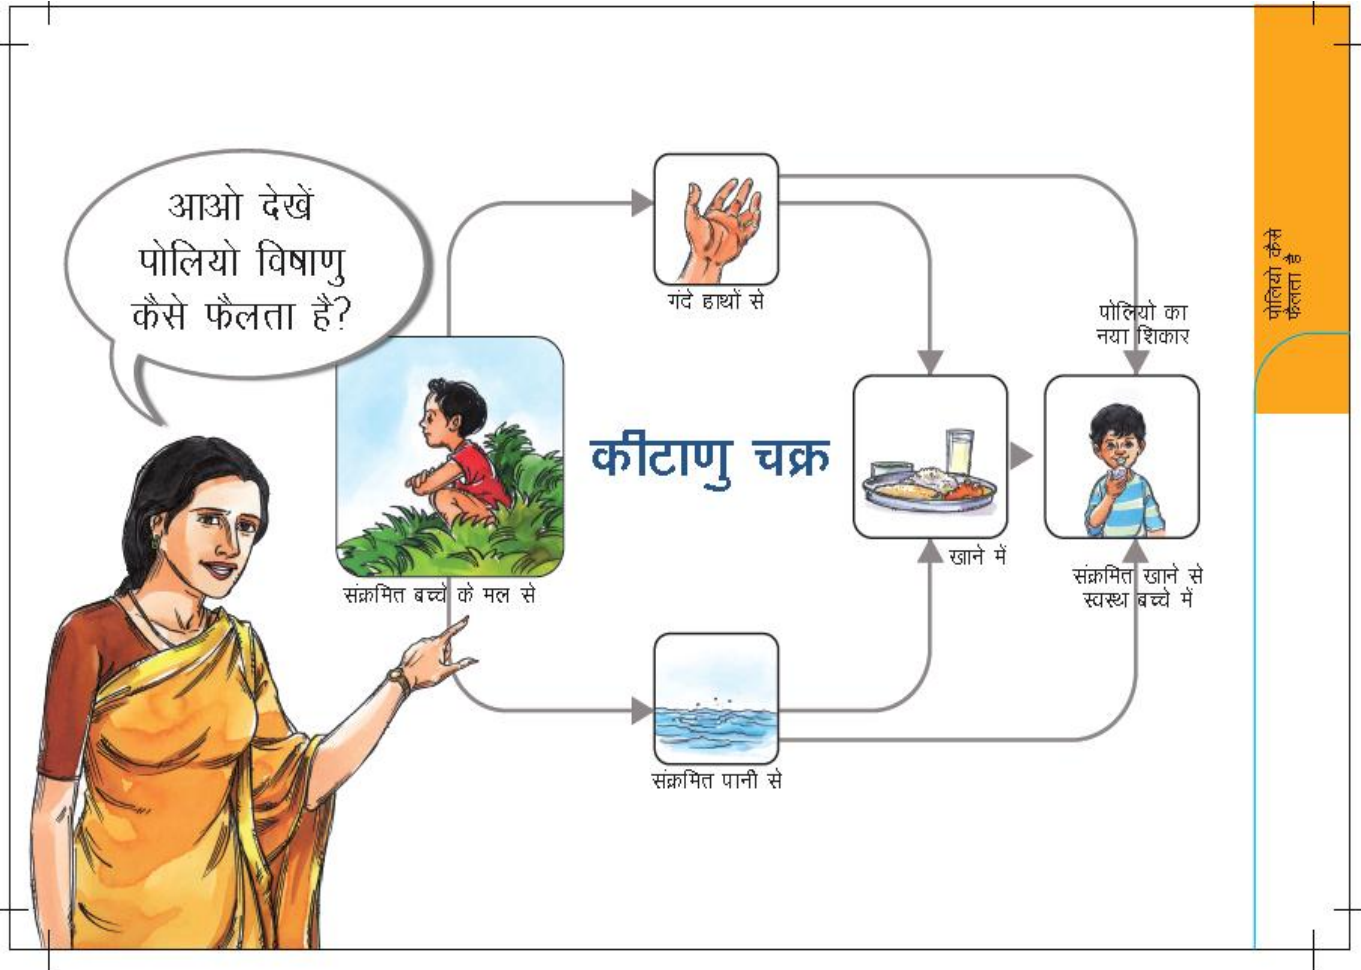 आओ देखें
पोलियो विषाणु
कैसे फैलता है?
गंदे हाथों से
पोलियो का
नया शिकार
कीटाणु चक्र
खाने में
संक्रमित बच्चे के मल से
संक्रमित खाने से
स्वस्थ बच्चे में
संक्रमित पानी से
पोलियो कैसे
फैलता है